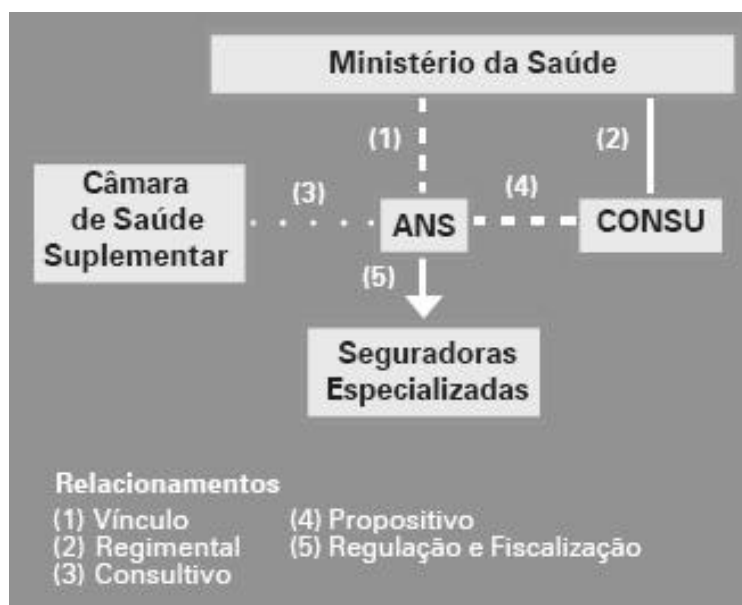 Ministério da Saúde
(1)
(2)
Câmara
de Saúde
Suplementar
(3)
ANS
(4)
CONSU
(5)
Seguradoras
Especializadas
Relacionamentos
(1) Vínculo
(2) Regimental
(3) Consultivo
(4) Propositivo
(5) Regulação e Fiscalização